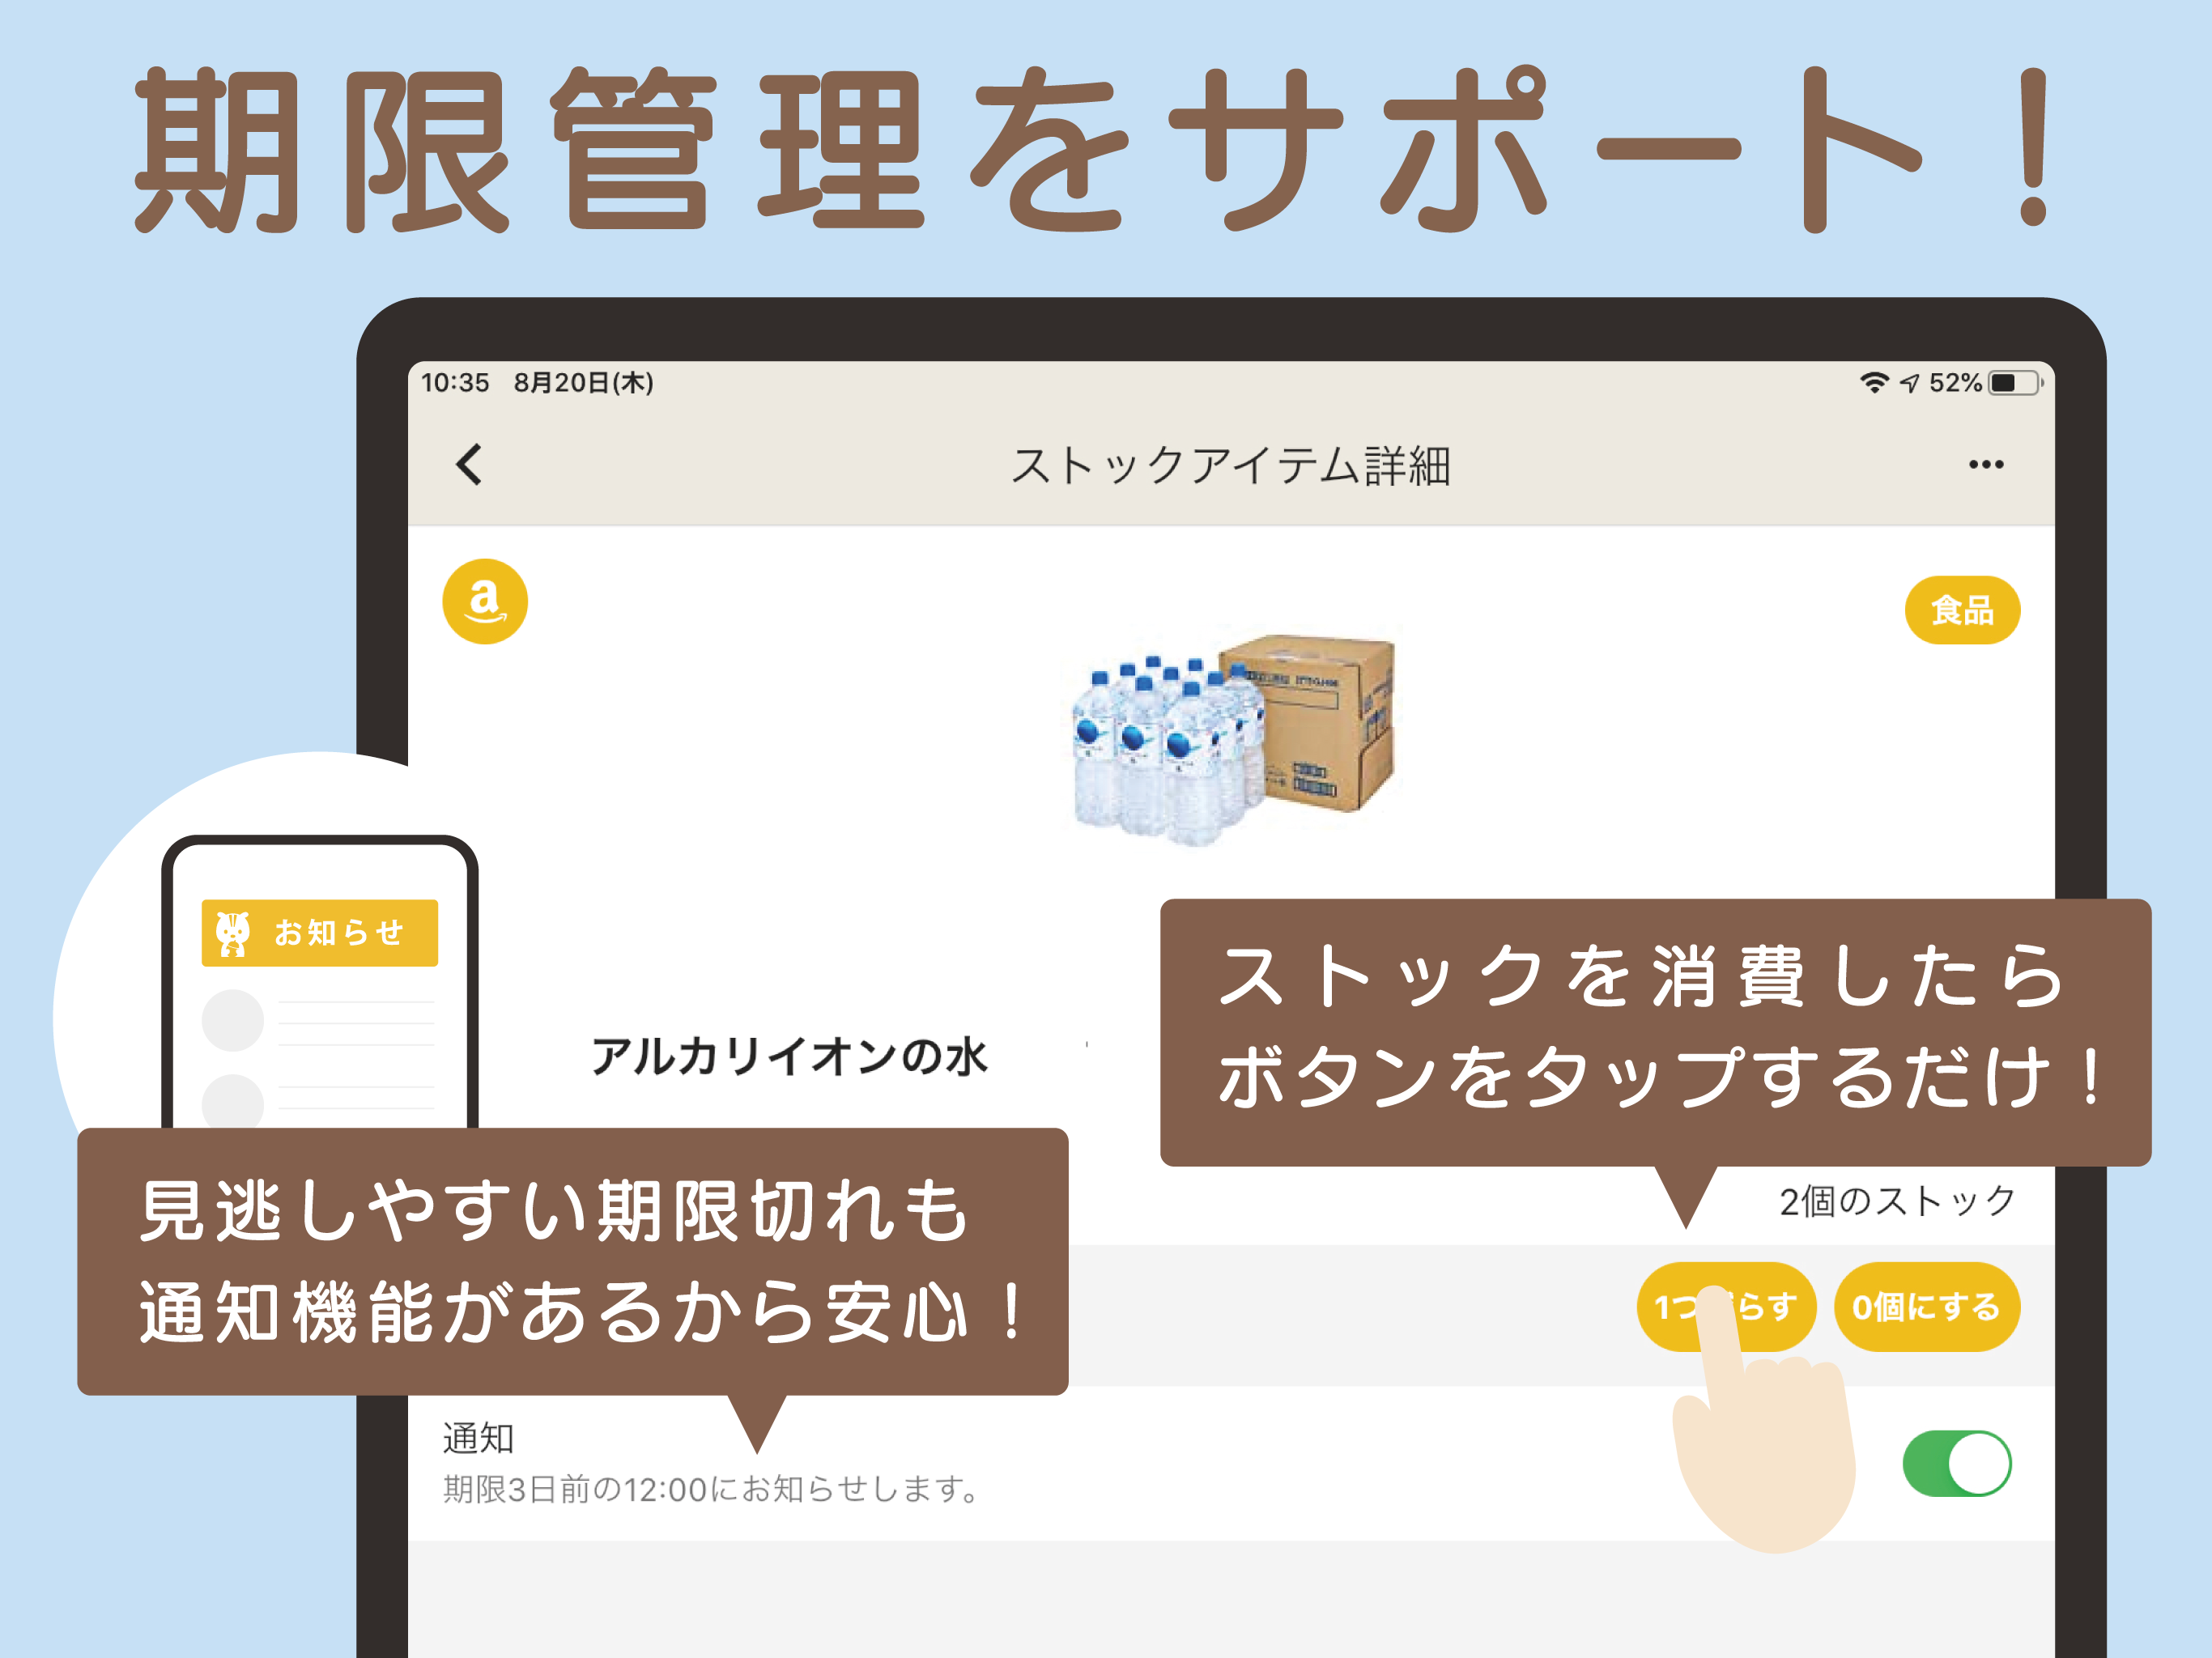 期限管理をサポート！
10:35 8月20日(木)
52%
ストックアイテム詳細
a
食品
お知らせ
ストックを消費したら
ボタンをタップするだけ！
アルカリイオンの水
見逃しやすい期限切れも
通知機能があるから安心！
2個のストック
1つ らす
0個にする
通知
期限3日前の12:00にお知らせします。